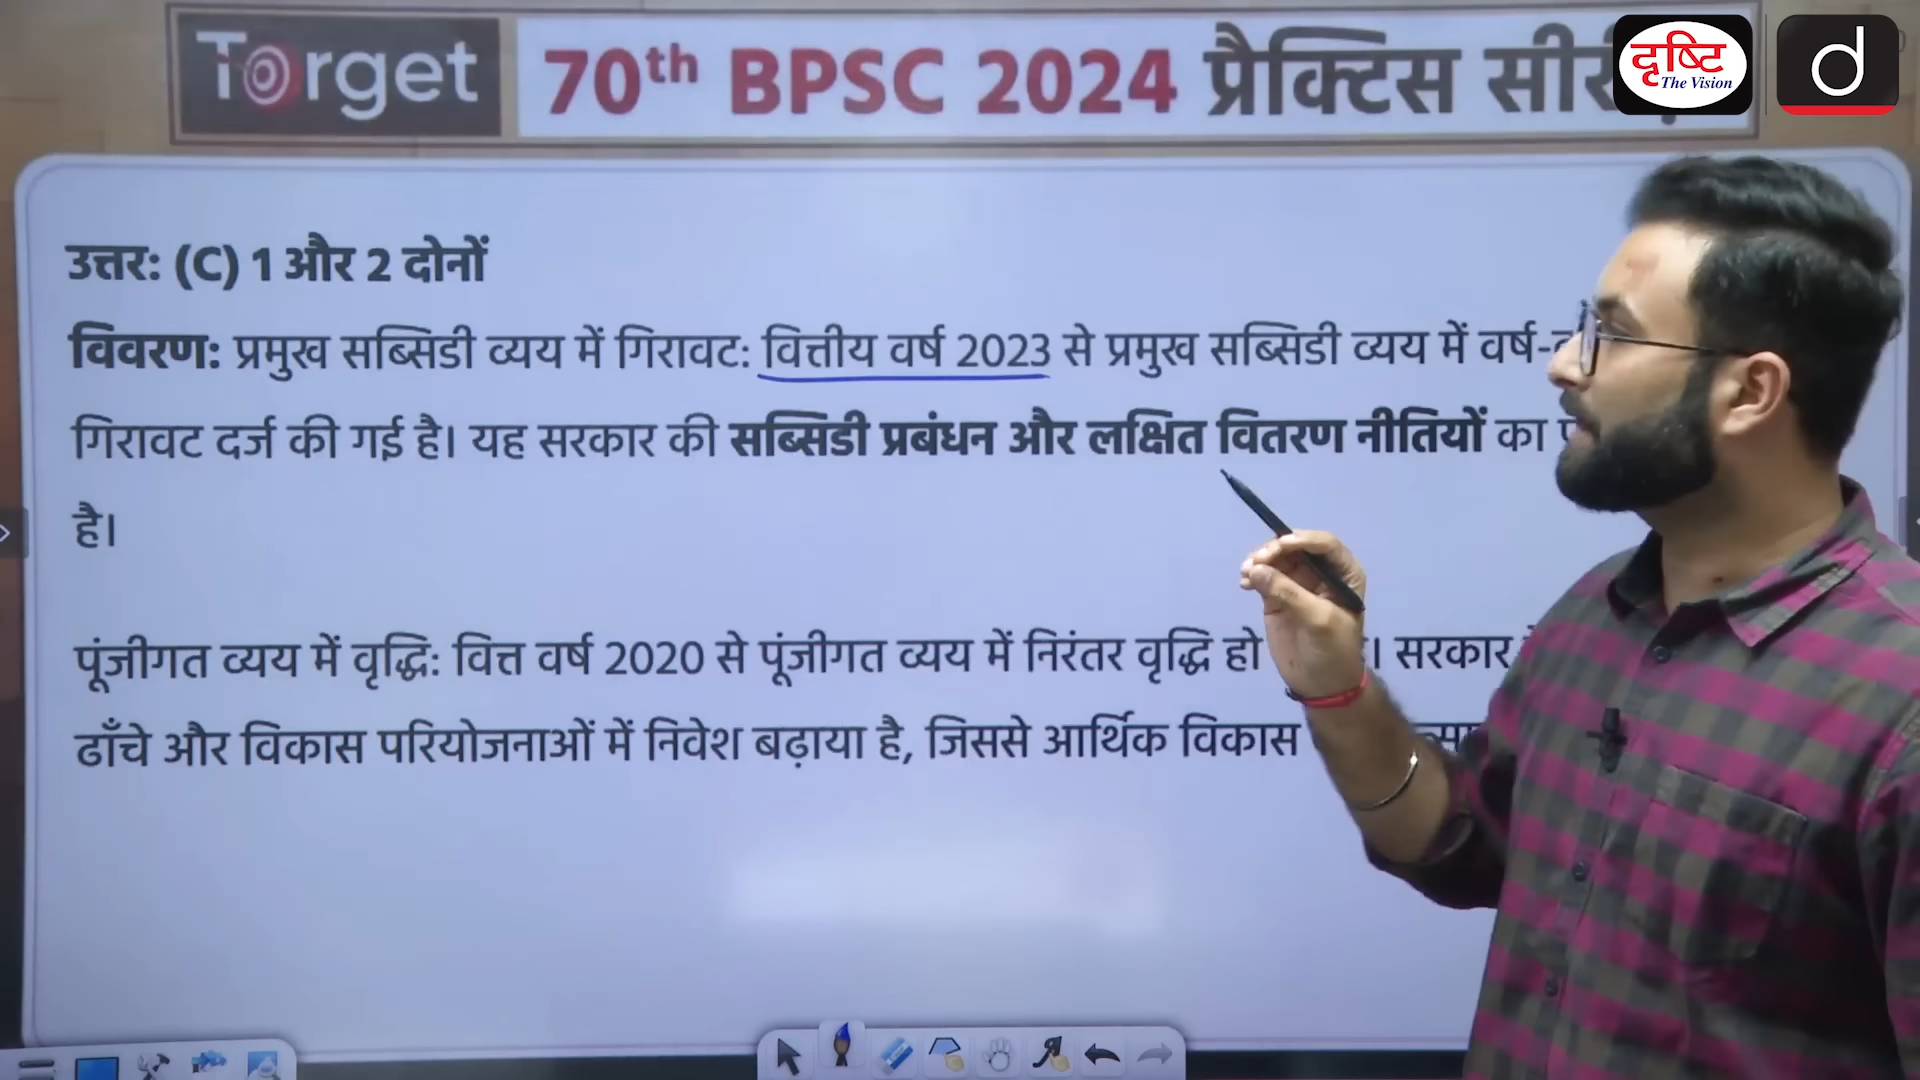 Target
70th BPSC 2024 प्रैक्टिस
दृष्टि
The Vision
d
उत्तर: (C) 1 और 2 दोनों
विवरण: प्रमुख सब्सिडी व्यय में गिरावट: वित्तीय वर्ष 2023 से प्रमुख सब्सिडी व्यय में वर्ष-
गिरावट दर्ज की गई है। यह सरकार की सब्सिडी प्रबंधन और लक्षित वितरण नीतियों का
है।
पूंजीगत व्यय में वृद्धि: वित्त वर्ष 2020 से पूंजीगत व्यय में निरंतर वृद्धि हो । सरकार
ढाँचे और विकास परियोजनाओं में निवेश बढ़ाया है, जिससे आर्थिक विकास